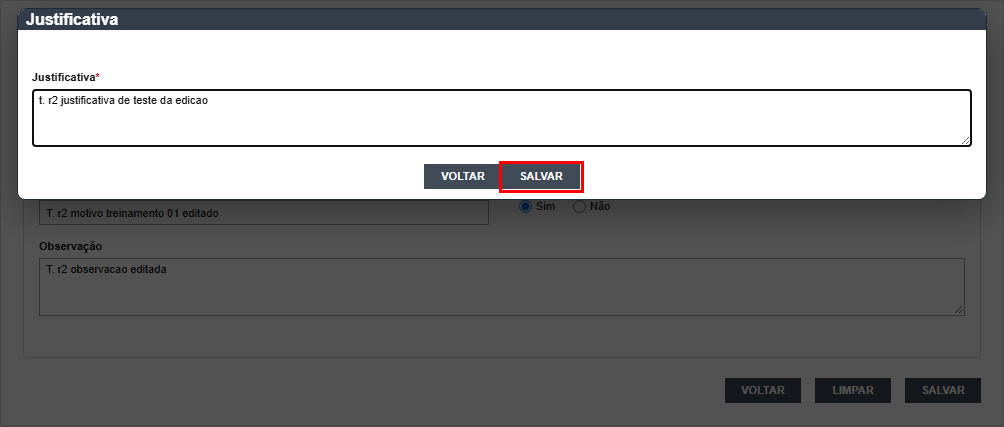 Justificativa
Justificativa*
t. r2 justificativa de teste da edicao
VOLTAR SALVAR
T. r2 motivo treinamento 01 editado Sim Não
Observação
T. r2 observacao editada
VOLTAR LIMPAR SALVAR